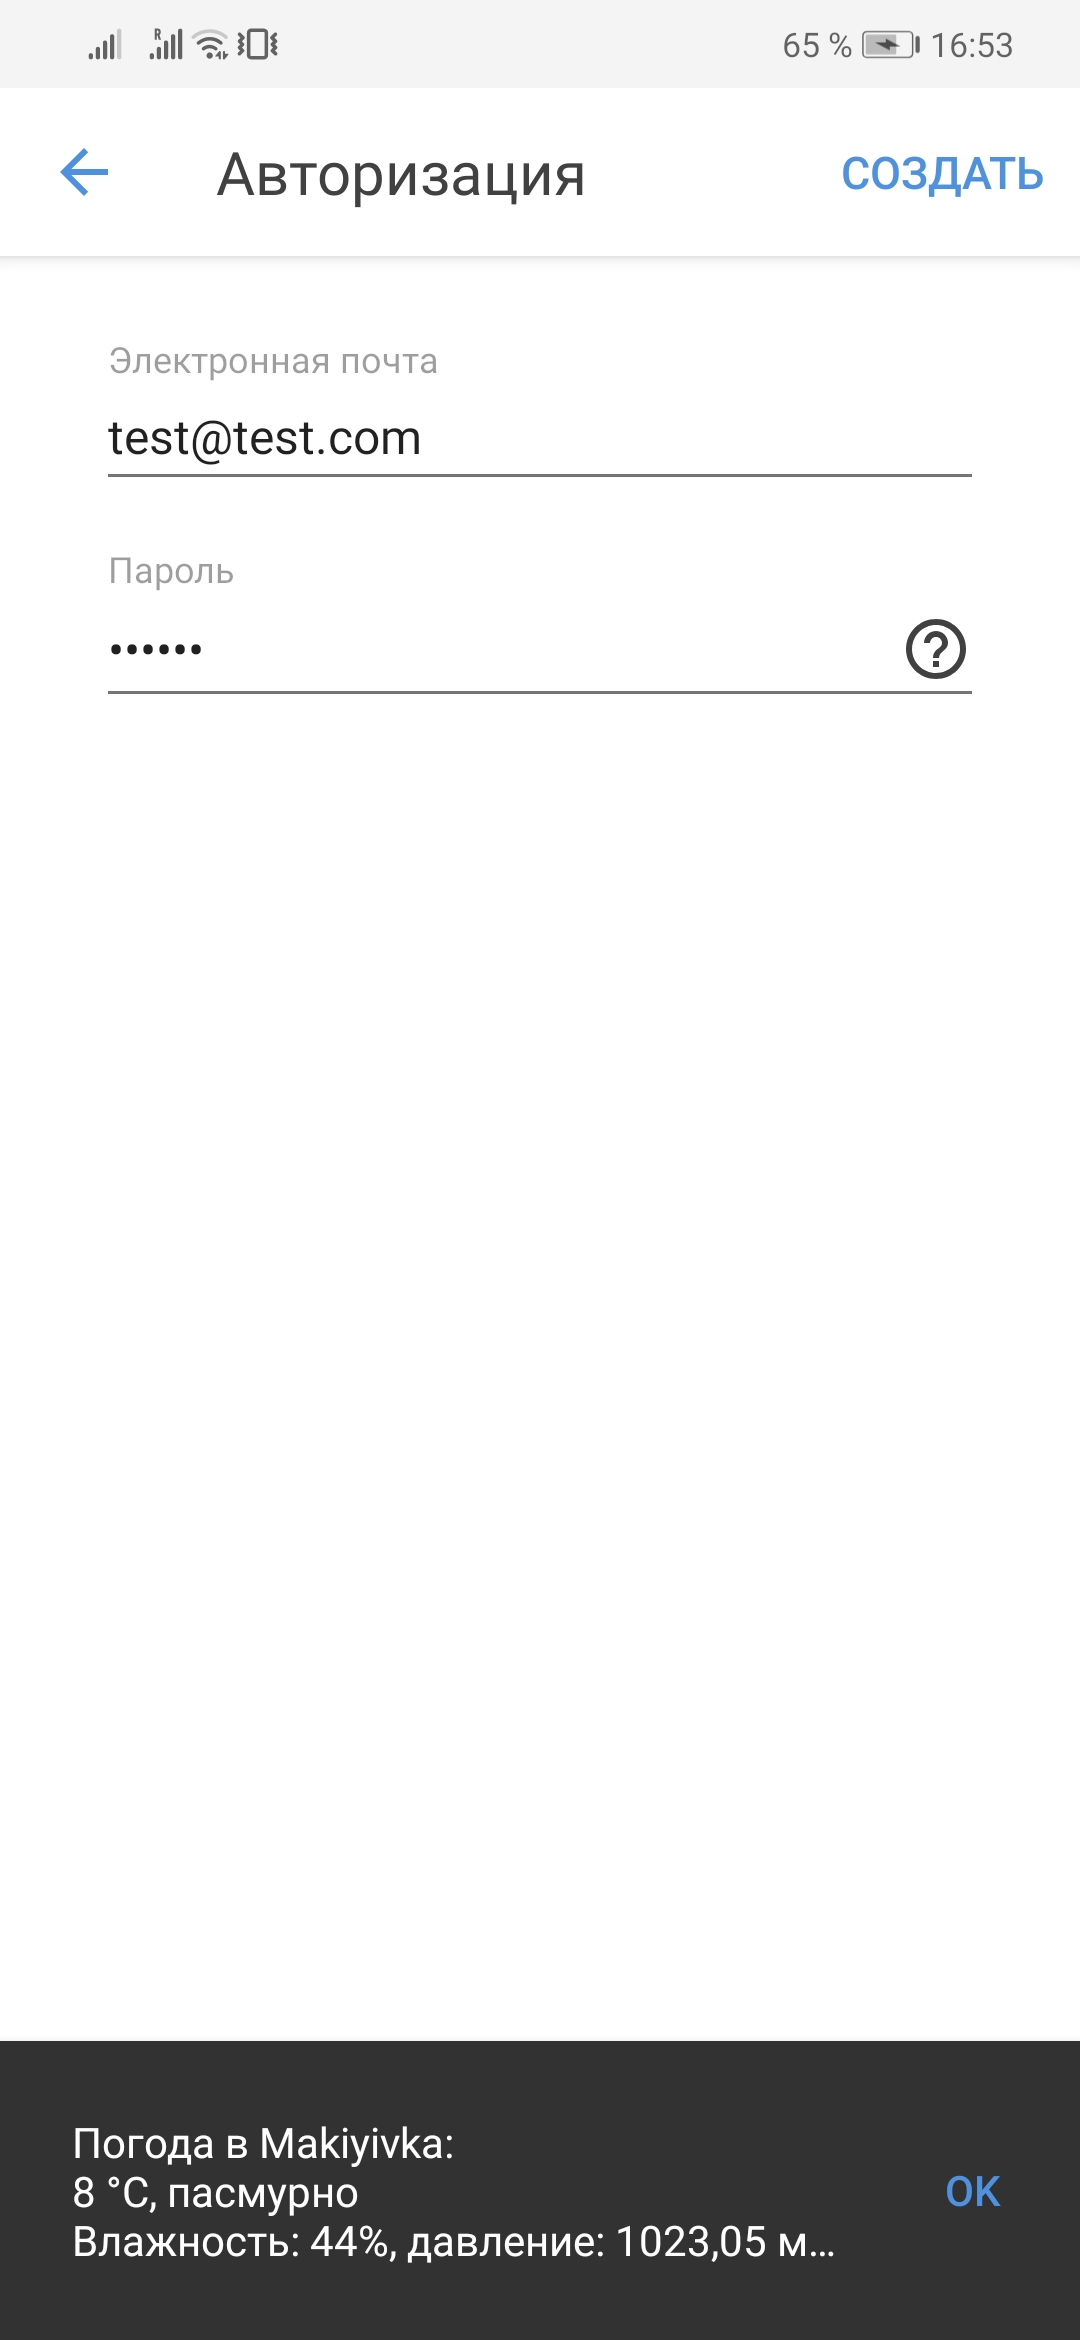 65 % 16:53
Авторизация СОЗДАТЬ
Электронная почта
test@test.com
Пароль
••••••
Погода в Makiyivka:
8 °C, пасмурно
Влажность: 44%, давление: 1023,05 м…
OK